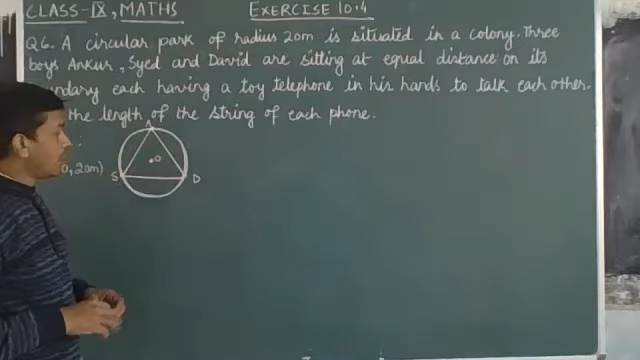 CLASS-IX, MATHS EXERCISE 10.4
Q6. A circular park of radius 20m is situated in a colony. Three
boys Ankur, Syed and David are sitting at equal distance on its
having a toy telephone in his hands to talk each other.
the length of the string of each phone.
A
O
, 20m)
S D